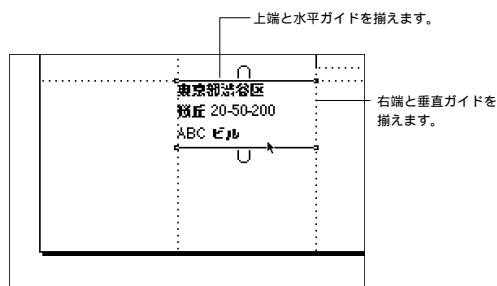 上端と水平ガイドを揃えます。
東京都渋谷区
桜丘 20-50-200
ABC ビル
右端と垂直ガイドを
揃えます。